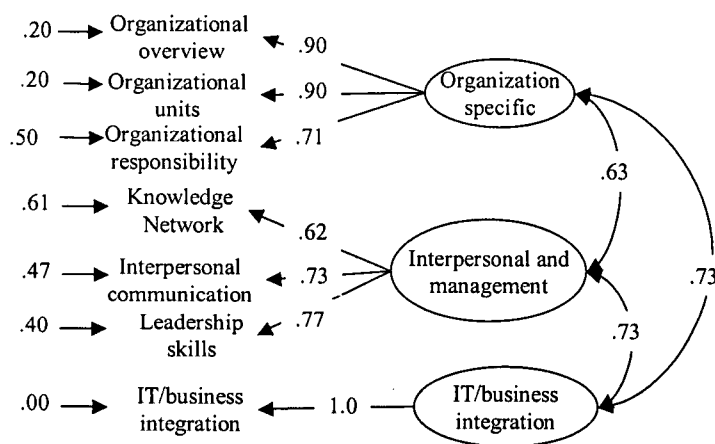 .20 Organizational .90
overview
.20 Organizational .90 Organization
units specific
.50 Organizational .71
responsibility
.63
.61 Knowledge
Network .62
.47 Interpersonal .73 Interpersonal and
communication management .73
.40 Leadership .77
skills .73
.00 IT/business 1.0 IT/business
integration integration